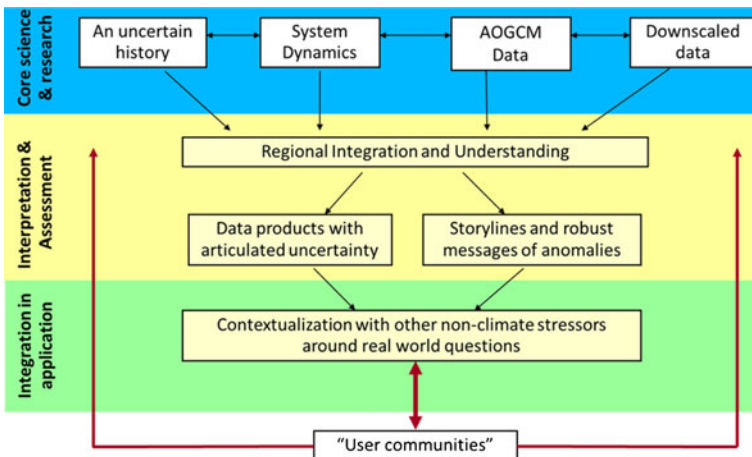 Core science
& research
An uncertain
history
System
Dynamics
AOGCM
Data
Downscaled
data
Interpretation &
Assessment
Regional Integration and Understanding
Data products with
articulated uncertainty
Storylines and robust
messages of anomalies
Integration in
application
Contextualization with other non-climate stressors
around real world questions
“User communities”